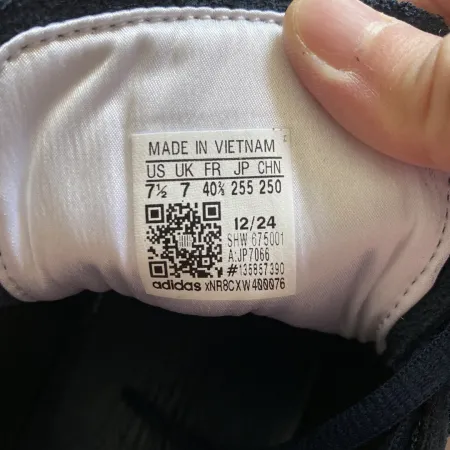 MADE IN VIETNAM
US UK FR JP CHN
7½ 7 40⅔ 255 250
12/24
SHW 675001
A:JP7066
#135857390
adidas xNR8CXW400076